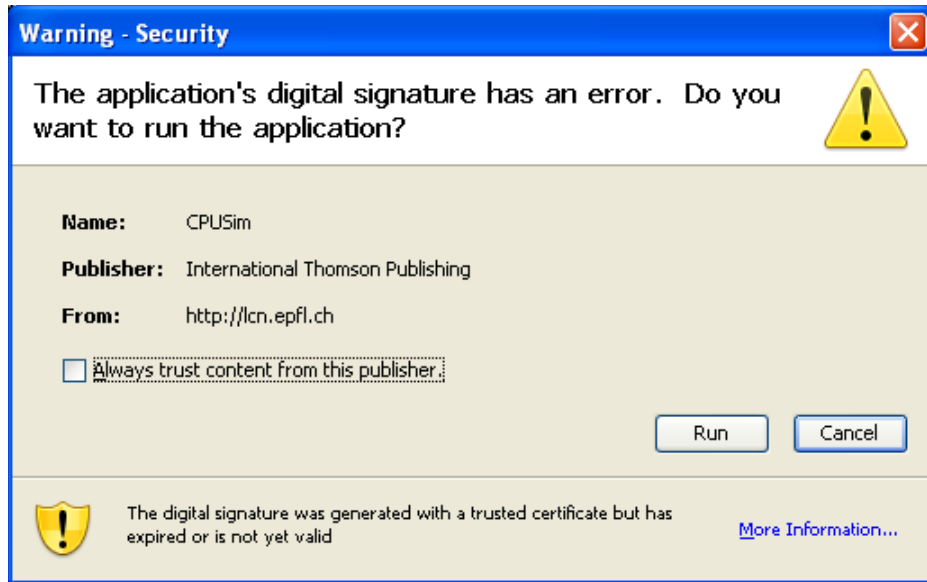 Warning - Security
The application's digital signature has an error. Do you
want to run the application?
Name: CPUSim
Publisher: International Thomson Publishing
From: http://lcn.epfl.ch
Always trust content from this publisher.
Run Cancel
The digital signature was generated with a trusted certificate but has
expired or is not yet valid
More Information...